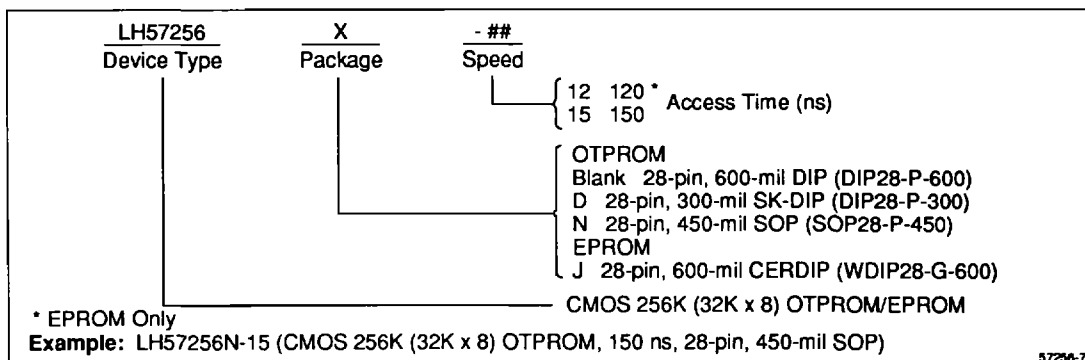 LH57256 X - ##
Device Type Package Speed
12 120 *
15 150
Access Time (ns)
OTPROM
Blank 28-pin, 600-mil DIP (DIP28-P-600)
D 28-pin, 300-mil SK-DIP (DIP28-P-300)
N 28-pin, 450-mil SOP (SOP28-P-450)
EPROM
J 28-pin, 600-mil CERDIP (WDIP28-G-600)
CMOS 256K (32K x 8) OTPROM/EPROM
* EPROM Only
Example: LH57256N-15 (CMOS 256K (32K x 8) OTPROM, 150 ns, 28-pin, 450-mil SOP)
57256-7